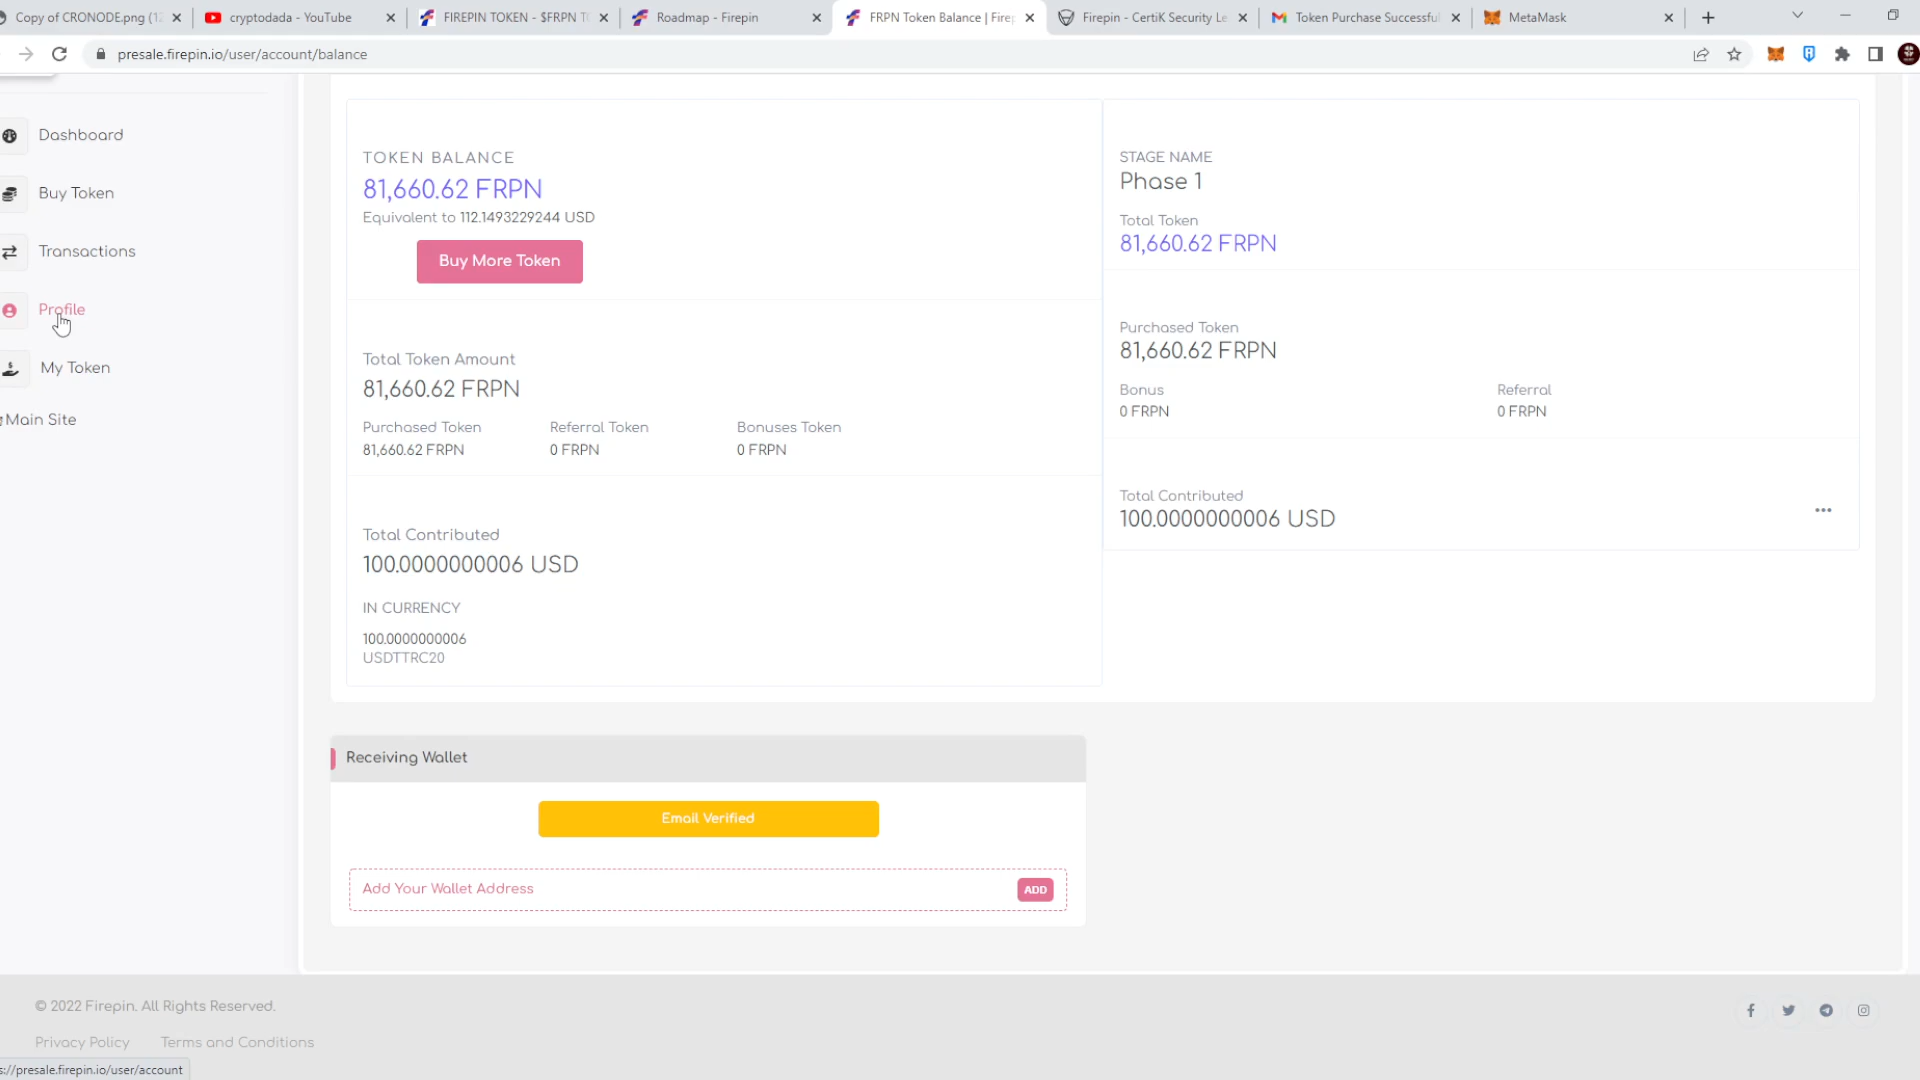 Copy of CRONODE.png (12
cryptodada - YouTube
FIREPIN TOKEN - $FRPN T
Roadmap - Firepin
FRPN Token Balance | Firep
Firepin - CertiK Security Le
Token Purchase Successful
MetaMask
presale.firepin.io/user/account/balance
Dashboard
Buy Token
Transactions
Profile
My Token
Main Site
TOKEN BALANCE
81,660.62 FRPN
Equivalent to 112.1493229244 USD
Buy More Token
Total Token Amount
81,660.62 FRPN
Purchased Token Referral Token Bonuses Token
81,660.62 FRPN 0 FRPN 0 FRPN
Total Contributed
100.0000000006 USD
IN CURRENCY
100.0000000006
USDTTRC20
STAGE NAME
Phase 1
Total Token
81,660.62 FRPN
Purchased Token
81,660.62 FRPN
Bonus Referral
0 FRPN 0 FRPN
Total Contributed
100.0000000006 USD
Receiving Wallet
Email Verified
Add Your Wallet Address ADD
© 2022 Firepin. All Rights Reserved.
Privacy Policy Terms and Conditions
s://presale.firepin.io/user/account